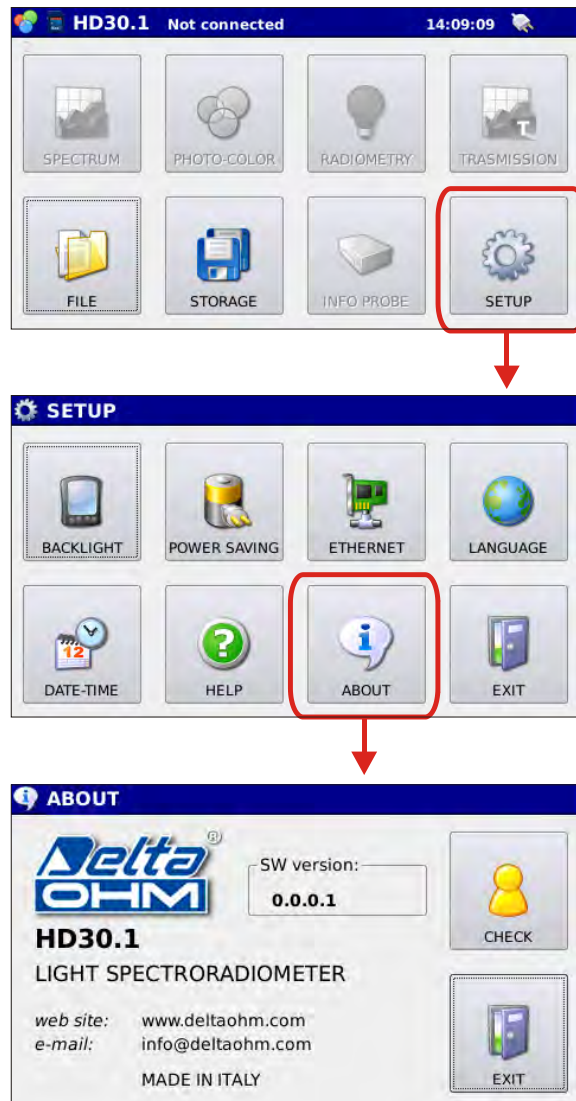 HD30.1 Not connected 14:09:09
SPECTRUM PHOTO-COLOR RADIOMETRY TRASMISSION
FILE STORAGE INFO PROBE SETUP
SETUP
BACKLIGHT POWER SAVING ETHERNET LANGUAGE
12
DATE-TIME HELP ABOUT EXIT
ABOUT
Delta ®
OHM
SW version:
0.0.0.1
CHECK
HD30.1
LIGHT SPECTRORADIOMETER
web site: www.deltaohm.com
e-mail: info@deltaohm.com
MADE IN ITALY
EXIT